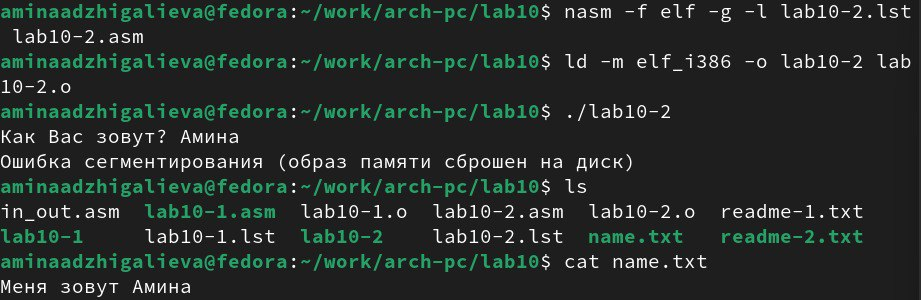 aminaadzhigalieva@fedora:~/work/arch-pc/lab10$ nasm -f elf -g -l lab10-2.lst
 lab10-2.asm
aminaadzhigalieva@fedora:~/work/arch-pc/lab10$ ld -m elf_i386 -o lab10-2 lab
10-2.o
aminaadzhigalieva@fedora:~/work/arch-pc/lab10$ ./lab10-2
Как Вас зовут? Амина
Ошибка сегментирования (образ памяти сброшен на диск)
aminaadzhigalieva@fedora:~/work/arch-pc/lab10$ ls
in_out.asm  lab10-1.asm  lab10-1.o  lab10-2.asm  lab10-2.o  readme-1.txt
lab10-1     lab10-1.lst  lab10-2    lab10-2.lst  name.txt   readme-2.txt
aminaadzhigalieva@fedora:~/work/arch-pc/lab10$ cat name.txt
Меня зовут Амина